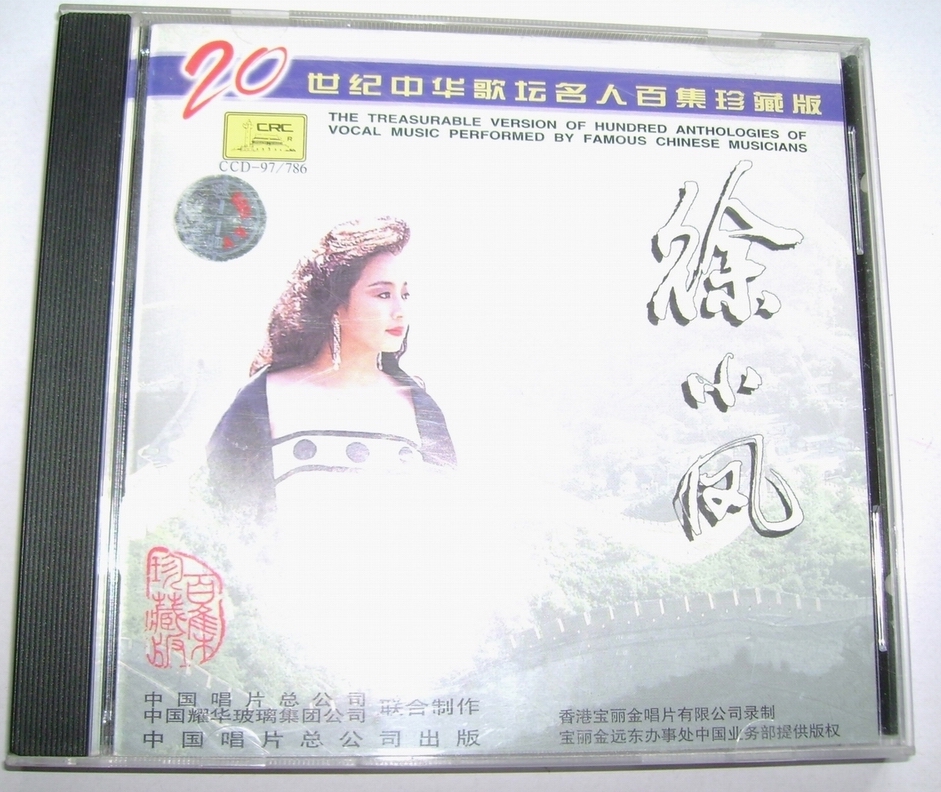 20世纪中华歌坛名人百集珍藏版
THE TREASURABLE VERSION OF HUNDRED ANTHOLOGIES OF
VOCAL MUSIC PERFORMED BY FAMOUS CHINESE MUSICIANS
CRC
CCD-97/786
徐小凤
百集
珍藏版
中国唱片总公司
中国耀华玻璃集团公司
联合制作
中国唱片总公司出版
香港宝丽金唱片有限公司录制
宝丽金远东办事处中国业务部提供版权